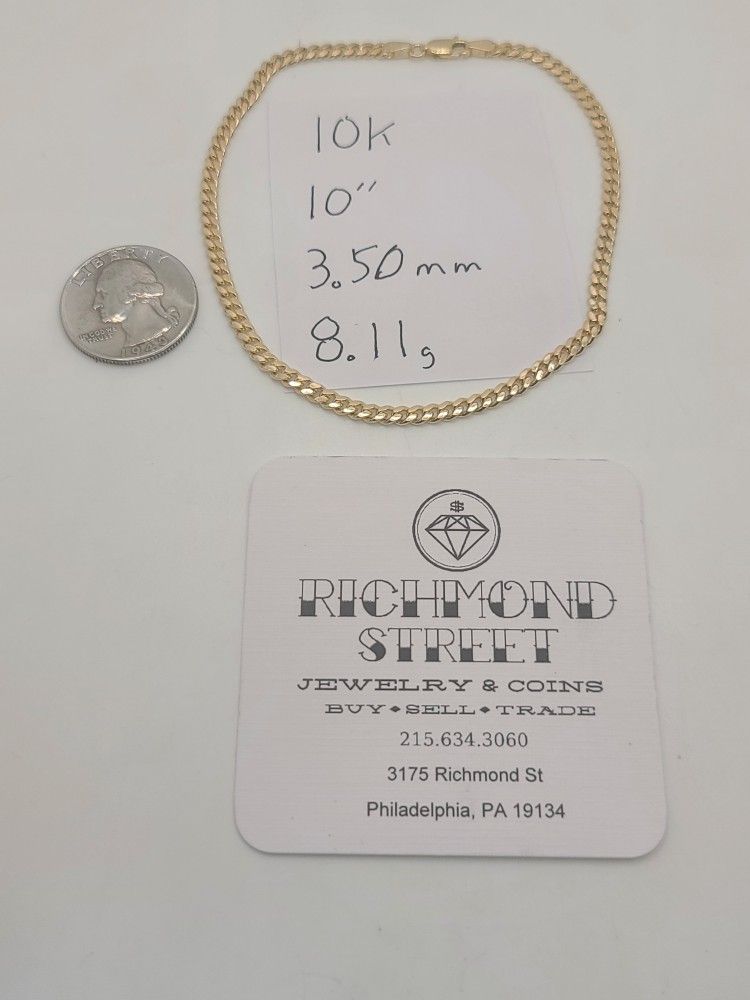 10K
10"
3.50mm
8.11g
LIBERTY
IN GOD WE
TRUST
$
RICHMOND
STREET
JEWELRY & COINS
BUY◆SELL◆TRADE
215.634.3060
3175 Richmond St
Philadelphia, PA 19134